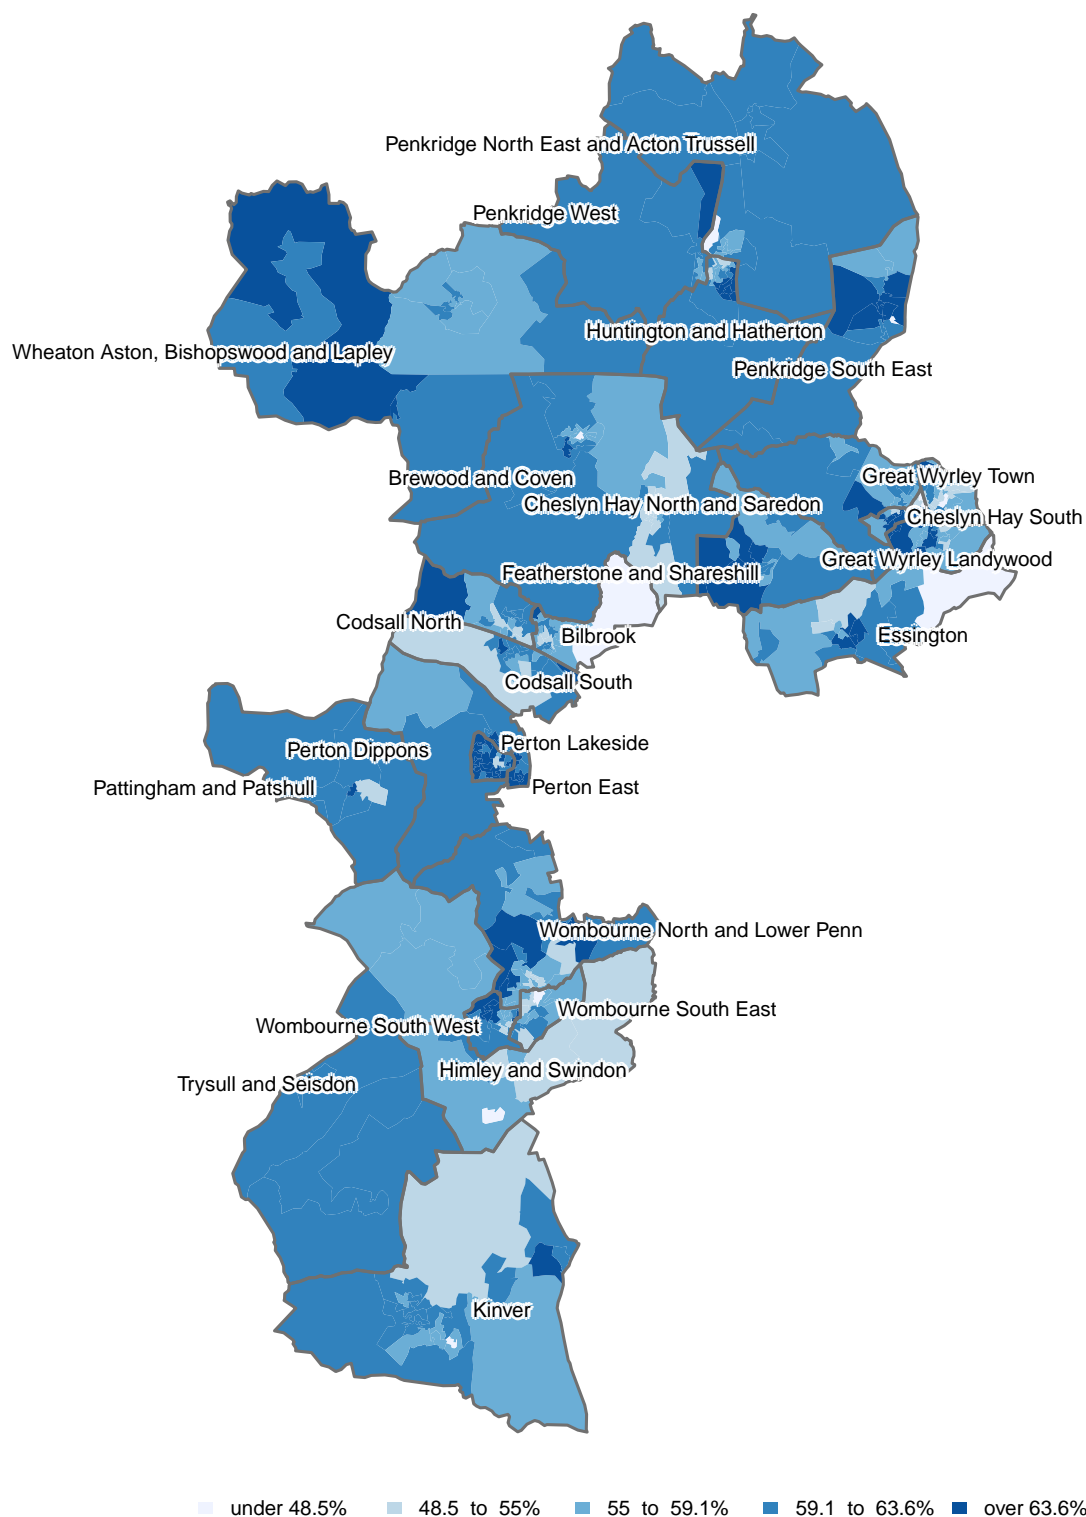 Penkridge North East and Acton Trussell
Penkridge West
Huntington and Hatherton
Wheaton Aston, Bishopswood and Lapley
Penkridge South East
Brewood and Coven
Great Wyrley Town
Cheslyn Hay North and Saredon
Cheslyn Hay South
Great Wyrley Landywood
Featherstone and Shareshill
Codsall North
Bilbrook
Essington
Codsall South
Perton Lakeside
Perton Dippons
Perton East
Pattingham and Patshull
Wombourne North and Lower Penn
Wombourne South East
Wombourne South West
Himley and Swindon
Trysull and Seisdon
Kinver
under 48.5% 48.5 to 55% 55 to 59.1% 59.1 to 63.6% over 63.6%